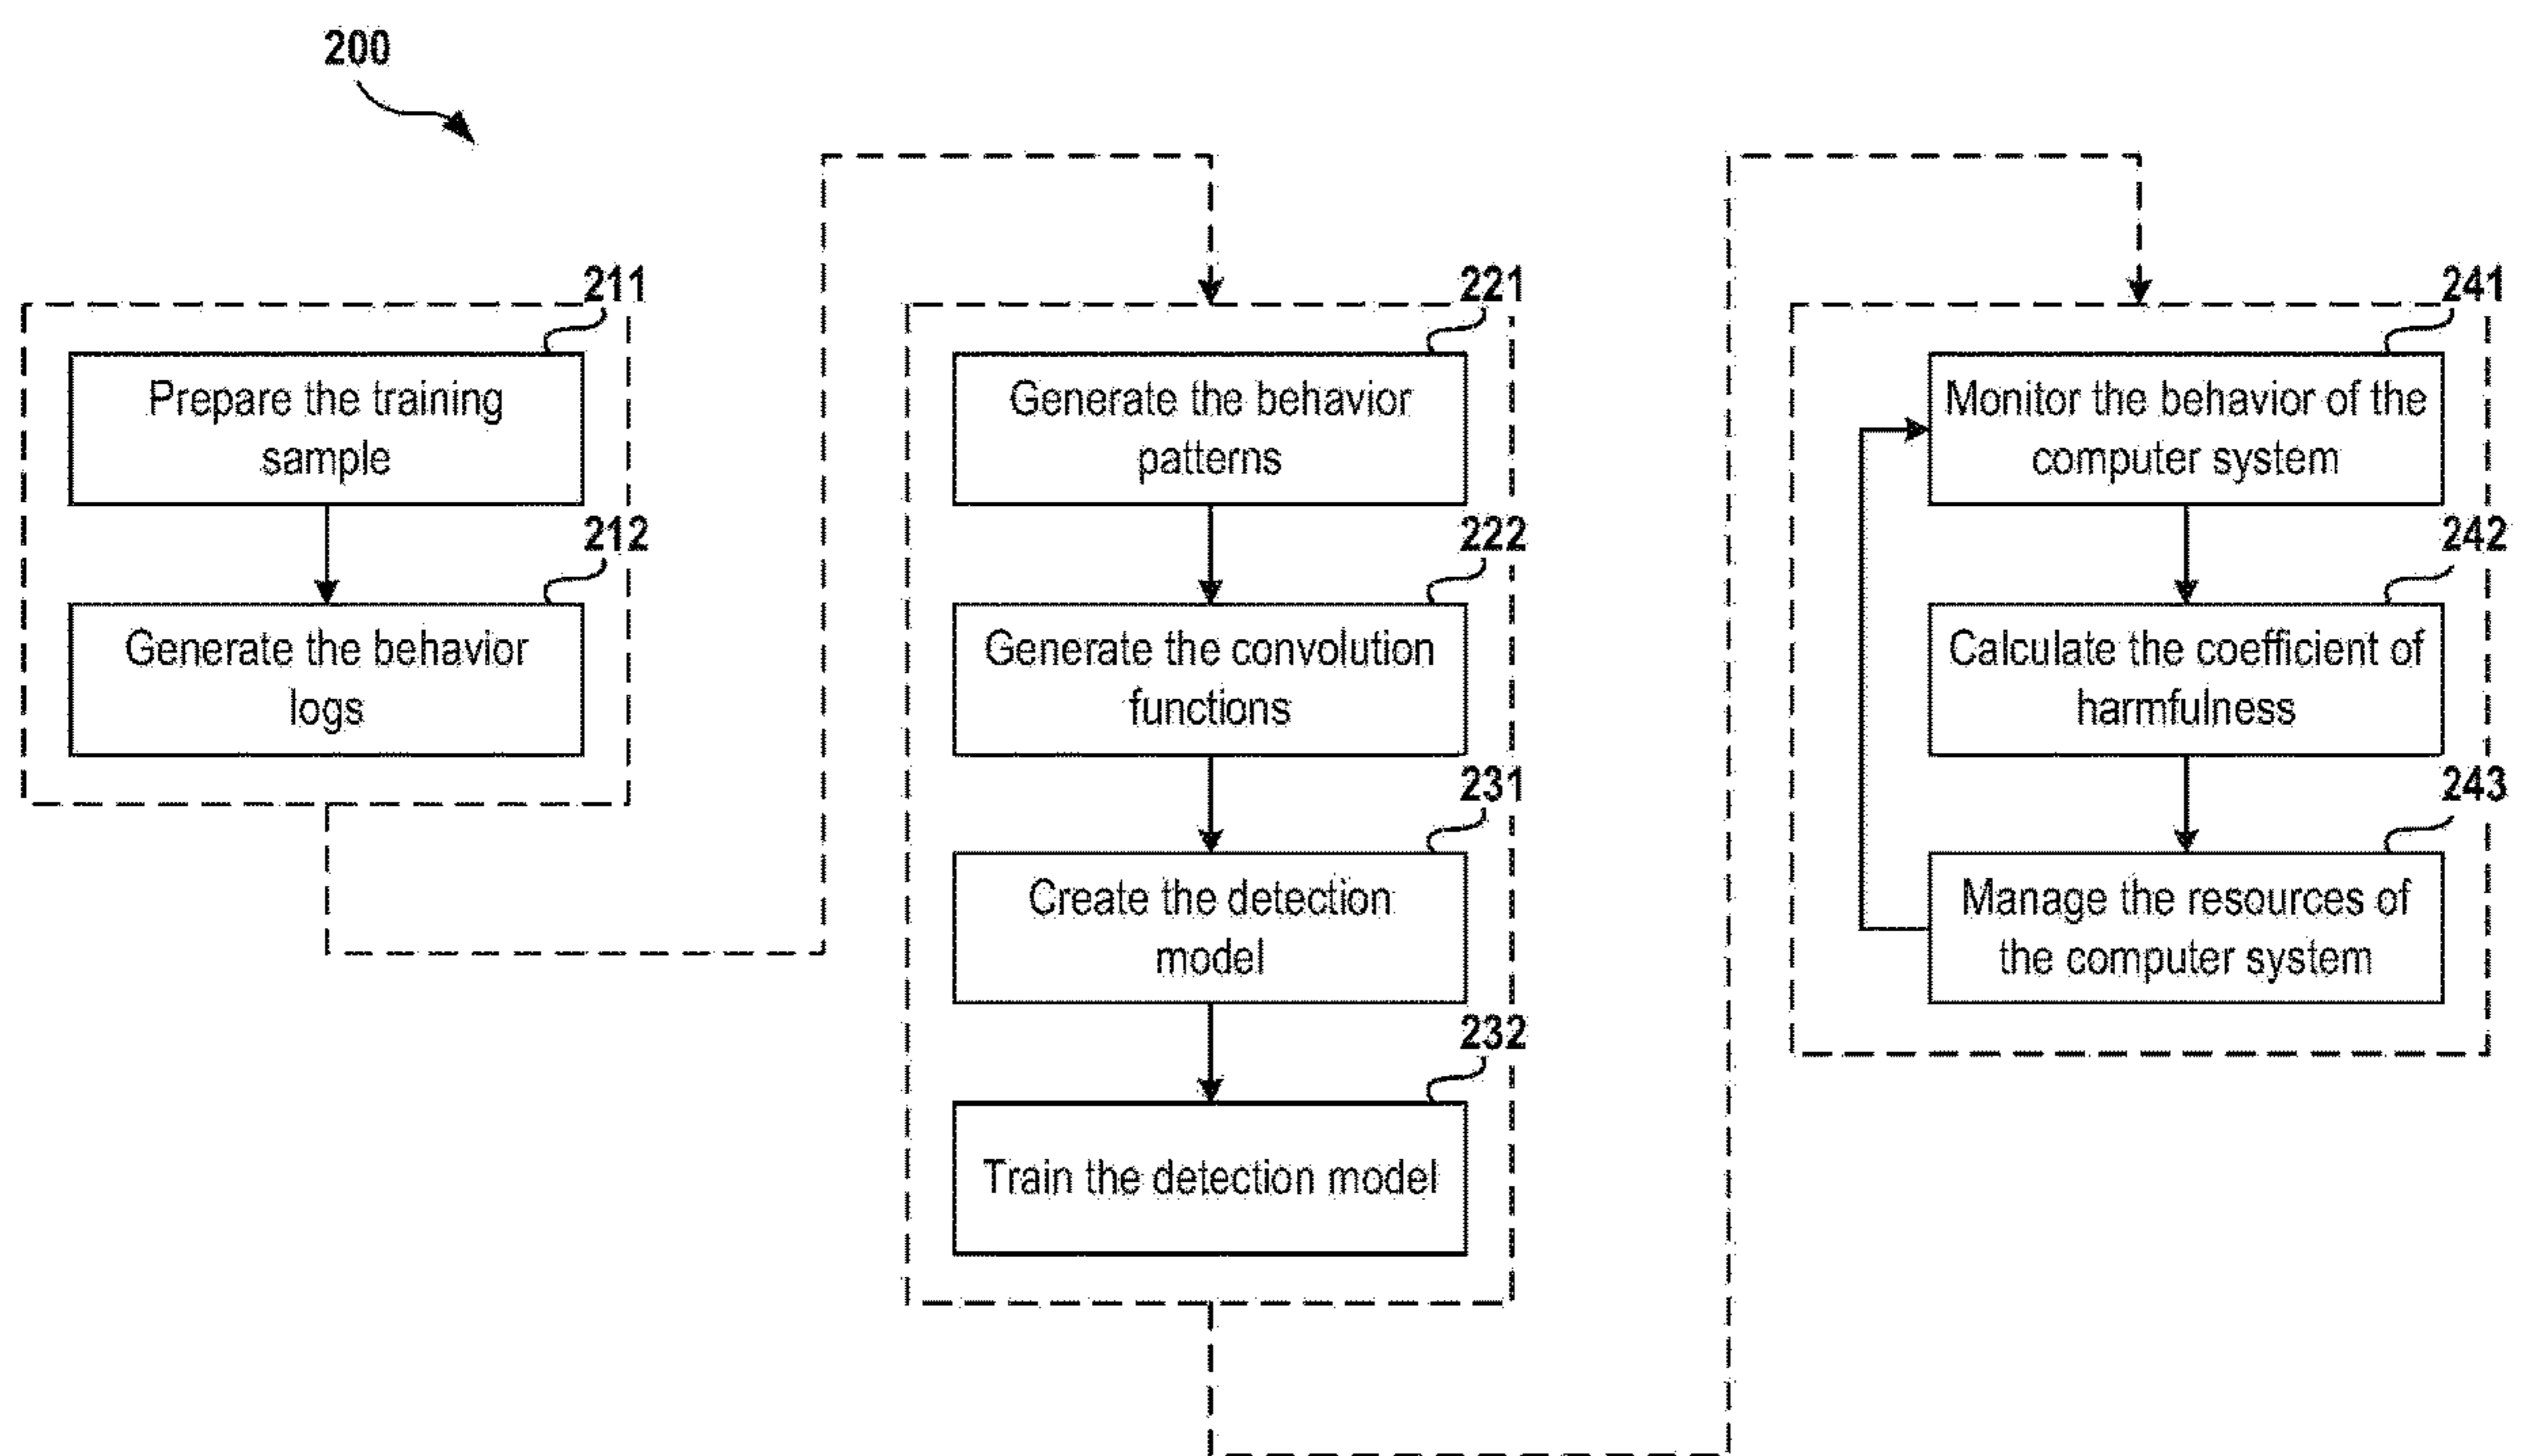 200
211
Prepare the training
sample
212
Generate the behavior
logs
221
Generate the behavior
patterns
222
Generate the convolution
functions
231
Create the detection
model
232
Train the detection model
241
Monitor the behavior of the
computer system
242
Calculate the coefficient of
harmfulness
243
Manage the resources of
the computer system